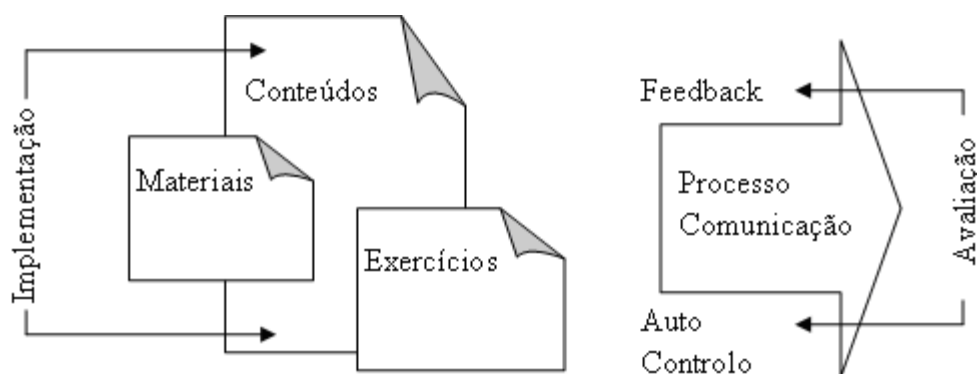 Implementação
Conteúdos
Materiais
Exercícios
Feedback
Processo
Comunicação
Auto
Controlo
Avaliação